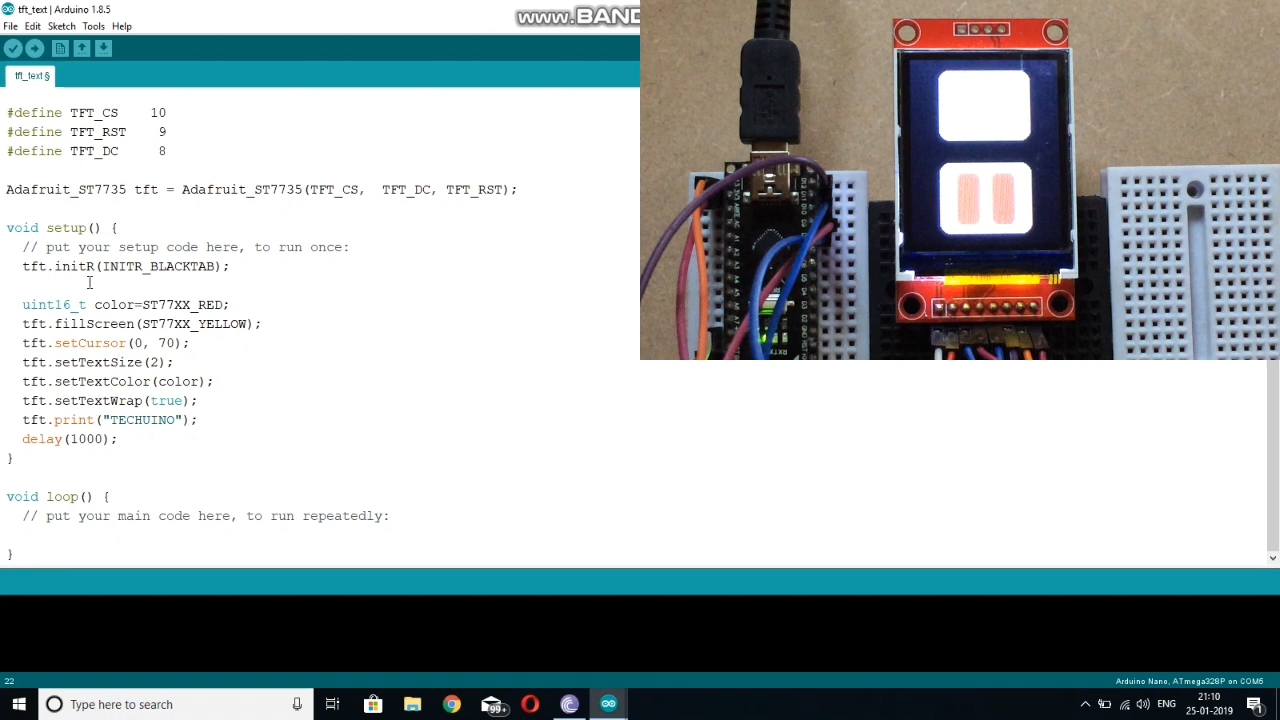 tft_text | Arduino 1.8.5
www.BAND
File Edit Sketch Tools Help
tft_text §
#define TFT_CS 10
#define TFT_RST 9
#define TFT_DC 8
Adafruit_ST7735 tft = Adafruit_ST7735(TFT_CS, TFT_DC, TFT_RST);
void setup() {
// put your setup code here, to run once:
tft.initR(INITR_BLACKTAB);
uint16_t color=ST77XX_RED;
tft.fillScreen(ST77XX_YELLOW);
tft.setCursor(0, 70);
tft.setTextSize(2);
tft.setTextColor(color);
tft.setTextWrap(true);
tft.print("TECHUINO");
delay(1000);
}
void loop() {
// put your main code here, to run repeatedly:
}
22
Arduino Nano, ATmega328P on COM5
Type here to search
99+
ENG
21:10
25-01-2019
1